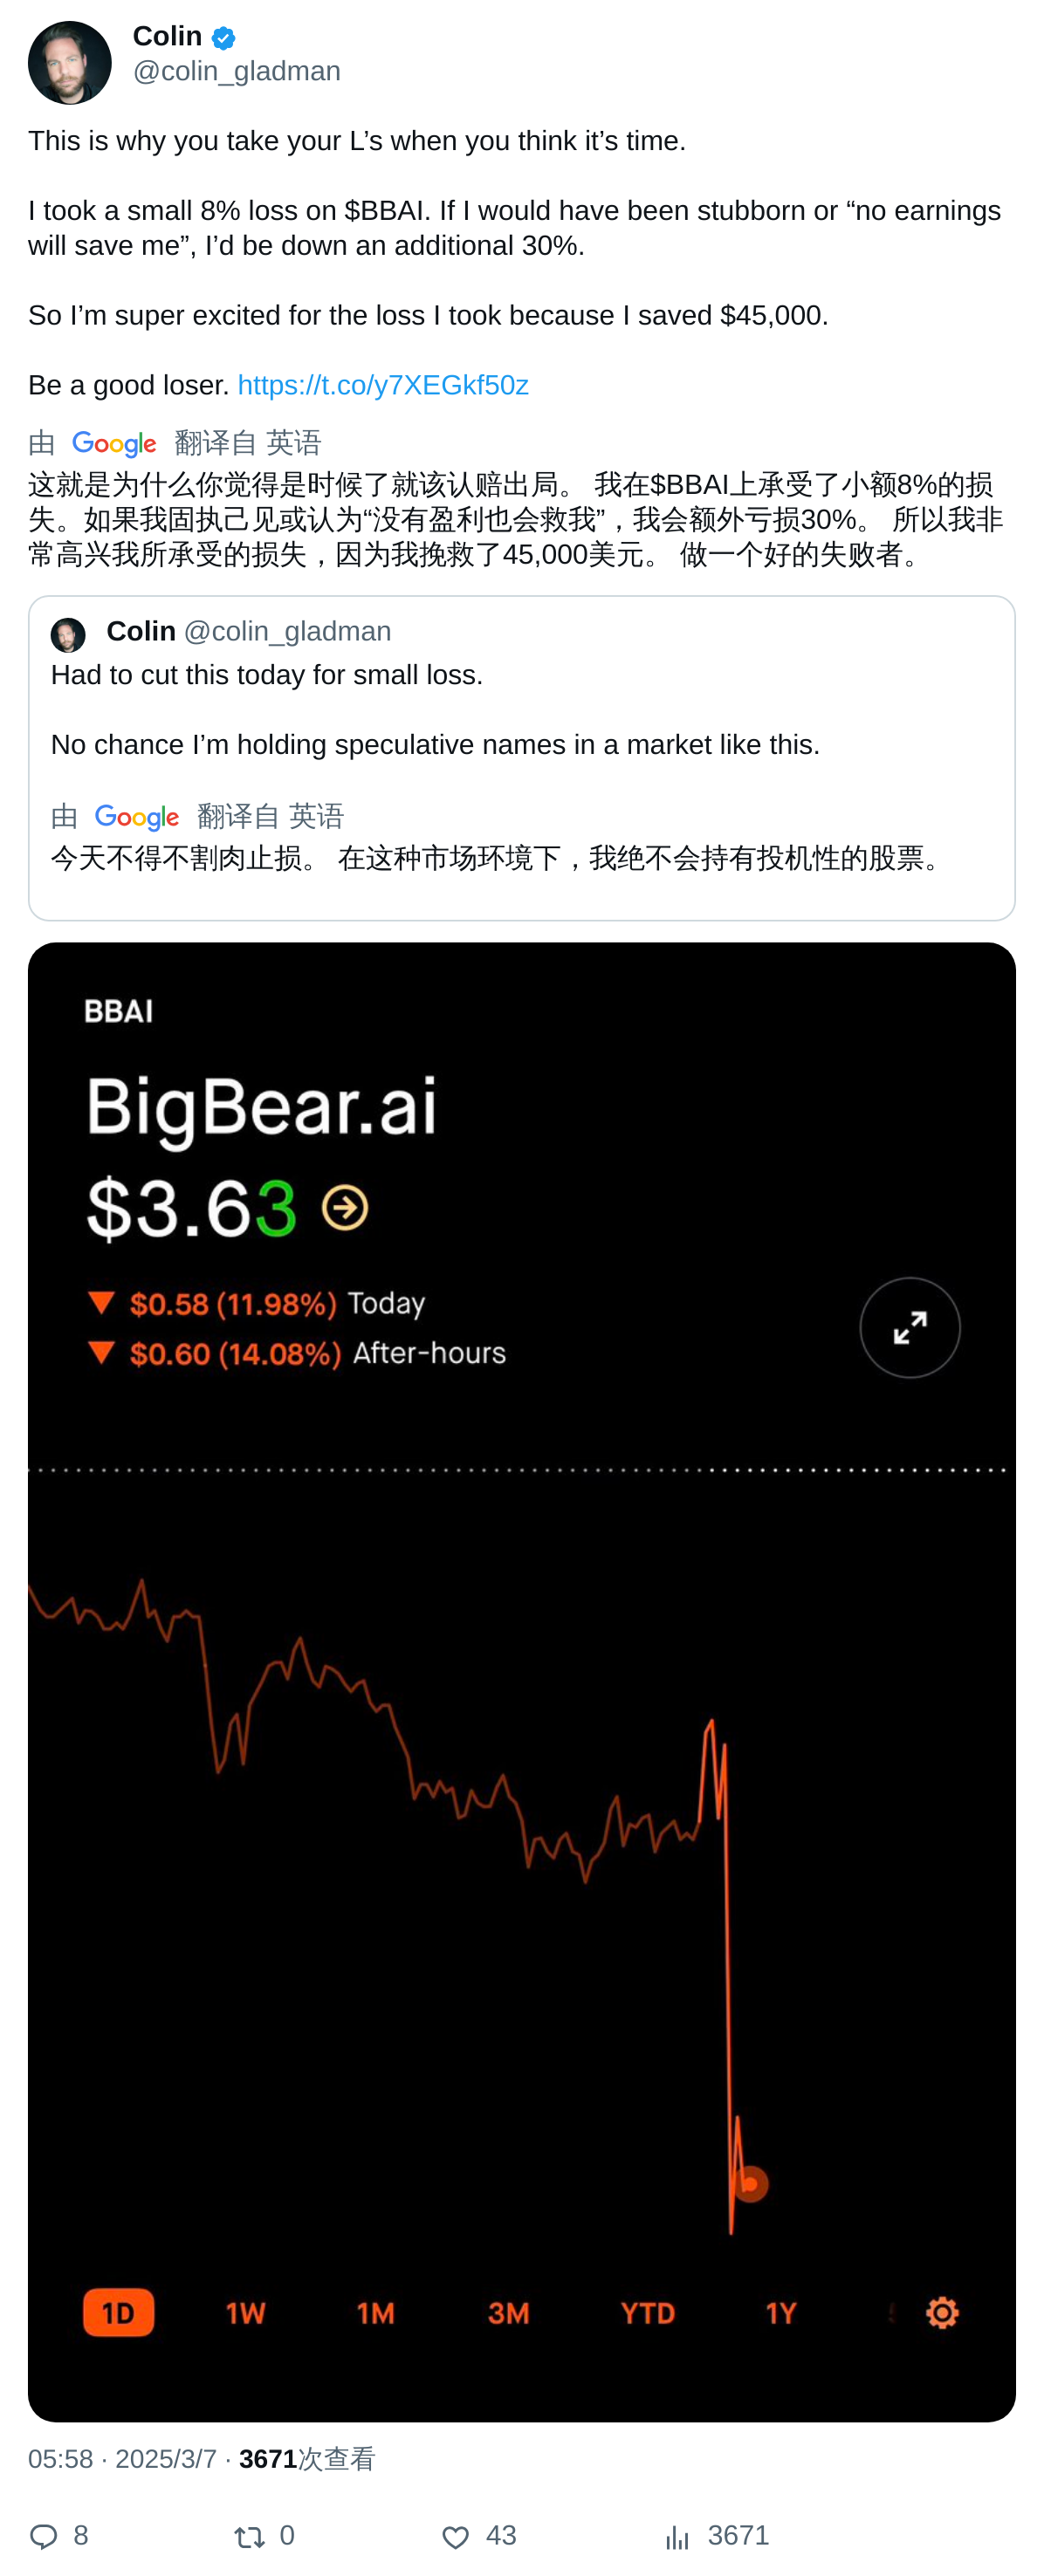 Colin
@colin_gladman
This is why you take your L’s when you think it’s time.
I took a small 8% loss on $BBAI. If I would have been stubborn or “no earnings
will save me”, I’d be down an additional 30%.
So I’m super excited for the loss I took because I saved $45,000.
Be a good loser. https://t.co/y7XEGkf50z
由 Google 翻译自 英语
这就是为什么你觉得是时候了就该认赔出局。 我在$BBAI上承受了小额8%的损
失。如果我固执己见或认为“没有盈利也会救我”，我会额外亏损30%。 所以我非
常高兴我所承受的损失，因为我挽救了45,000美元。 做一个好的失败者。
Colin @colin_gladman
Had to cut this today for small loss.
No chance I’m holding speculative names in a market like this.
由 Google 翻译自 英语
今天不得不割肉止损。 在这种市场环境下，我绝不会持有投机性的股票。
BBAI
BigBear.ai
$3.63
▼ $0.58 (11.98%) Today
▼ $0.60 (14.08%) After-hours
1D 1W 1M 3M YTD 1Y
05:58 · 2025/3/7 · 3671次查看
8 0 43 3671